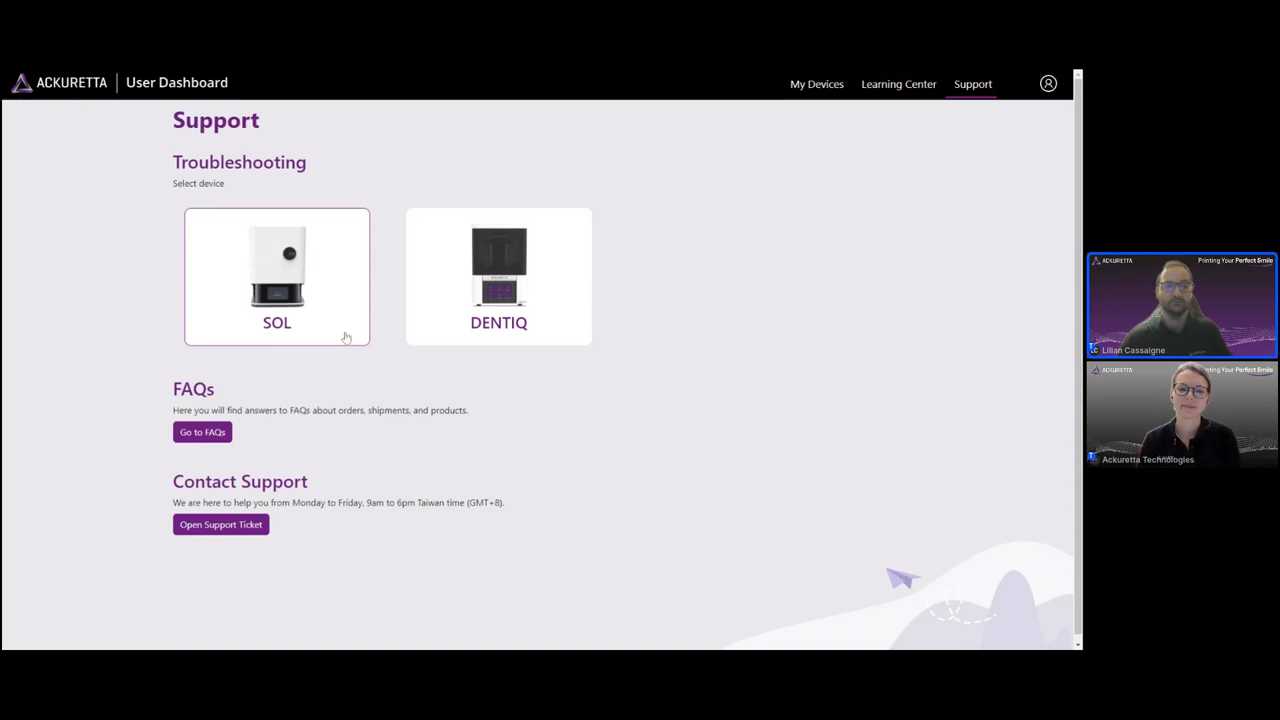 ACKURETTA
User Dashboard
My Devices
Learning Center
Support
Support
Troubleshooting
Select device
SOL
DENTIQ
FAQs
Here you will find answers to FAQs about orders, shipments, and products.
Go to FAQs
Contact Support
We are here to help you from Monday to Friday, 9am to 6pm Taiwan time (GMT+8).
Open Support Ticket
ACKURETTA
Printing Your Perfect Smile
Lilian Cassaigne
ACKURETTA
Printing Your Perfect Smile
Ackuretta Technologies